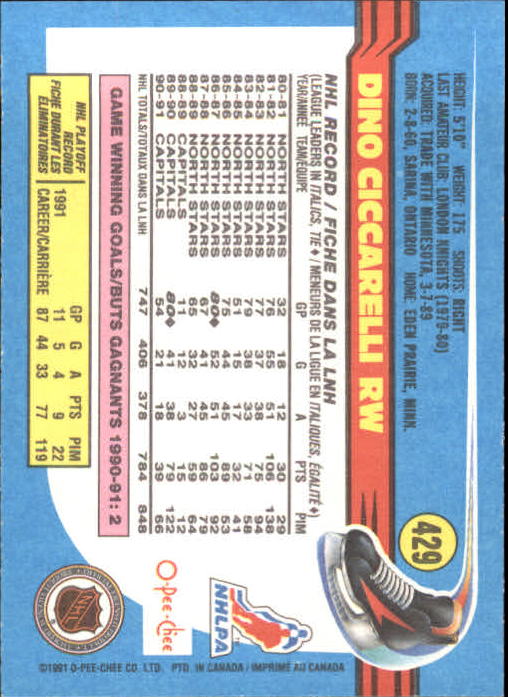 429
DINO CICCARELLI RW
HEIGHT: 5'10" WEIGHT: 175 SHOOTS: RIGHT
LAST AMATEUR CLUB: LONDON KNIGHTS (1979-80)
ACQUIRED: TRADE WITH MINNESOTA, 3-7-89
BORN: 2-8-60, SARINA, ONTARIO HOME: EDEN PRAIRIE, MINN.
NHL RECORD / FICHE DANS LA LNH
(LEAGUE LEADERS IN ITALICS, TIE ♦ / MENEURS DE LA LIGUE EN ITALIQUES, ÉGALITÉ ♦)
YEAR/ANNÉE TEAM/ÉQUIPE GP G A PTS PIM
80-81 NORTH STARS 32 18 12 30 29
81-82 NORTH STARS 76 55 51 106 138
82-83 NORTH STARS 77 37 38 75 94
83-84 NORTH STARS 79 38 33 71 58
84-85 NORTH STARS 51 15 17 32 41
85-86 NORTH STARS 75 44 45 89 53
86-87 NORTH STARS 80♦ 52 51 103 92
87-88 NORTH STARS 67 41 45 86 79
88-89 NORTH STARS 65 32 27 59 64
88-89 CAPITALS 11 12 3 15 12
89-90 CAPITALS 80♦ 41 38 79 122
90-91 CAPITALS 54 21 18 39 66
NHL TOTALS/TOTAUX DANS LA LNH 747 406 378 784 848
GAME WINNING GOALS/BUTS GAGNANTS 1990-91: 2
NHL PLAYOFF
RECORD
FICHE DURANT LES
ÉLIMINATOIRES
GP G A PTS PIM
1991 11 5 4 9 22
CAREER/CARRIÈRE 87 44 33 77 119
NHLPA
O-Pee-Chee
NHL
©1991 O-PEE-CHEE CO. LTD. PTD. IN CANADA / IMPRIMÉ AU CANADA